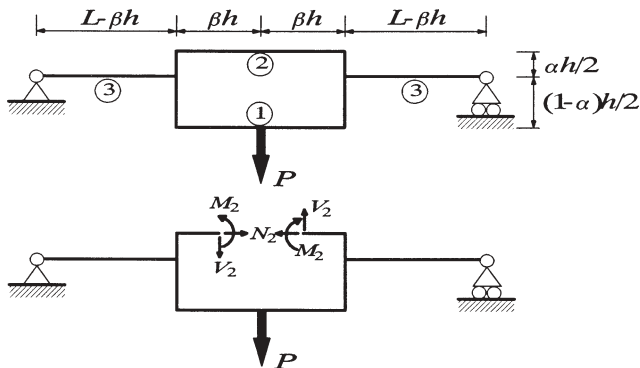 L-βh βh βh L-βh
② αh/2
③ ③
① (1-α)h/2
P
M₂ V₂
N₂
V₂ M₂
P